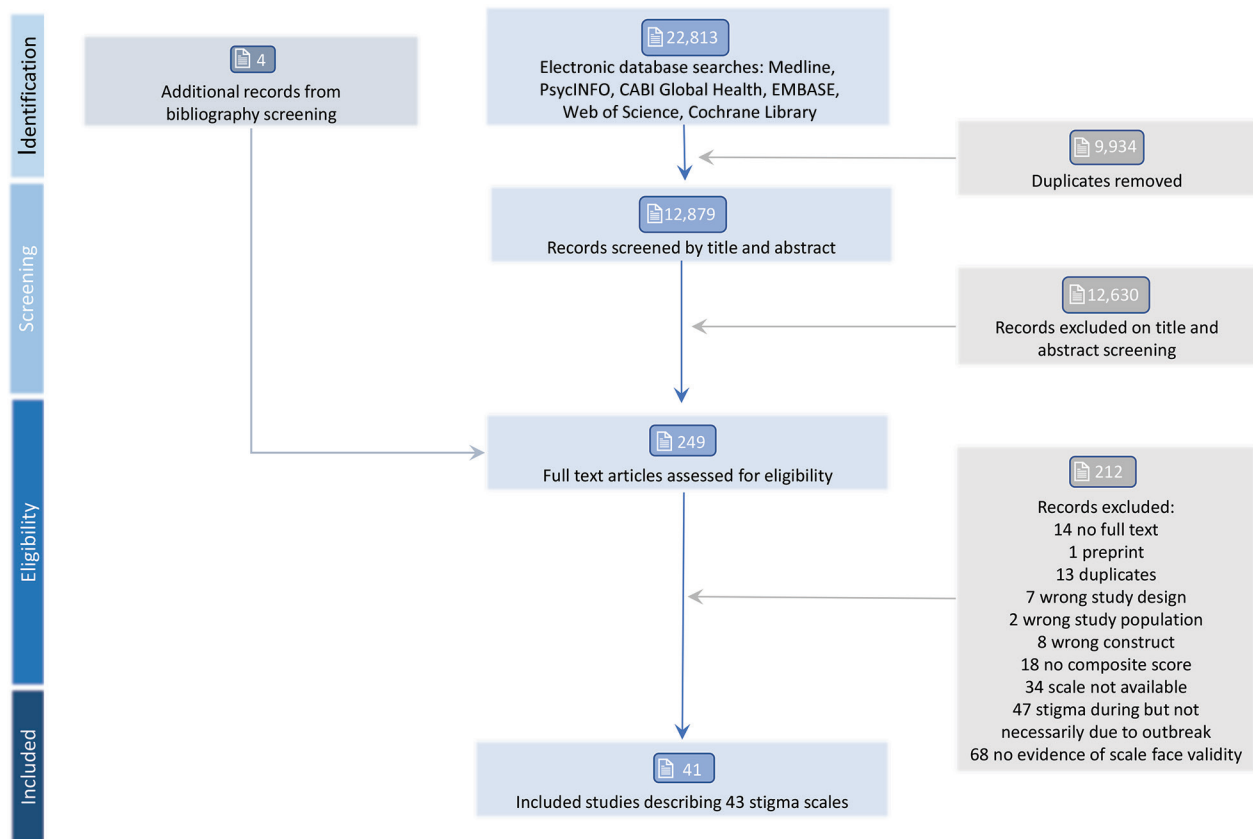 Identification
4
Additional records from
bibliography screening
22,813
Electronic database searches: Medline,
PsycINFO, CABI Global Health, EMBASE,
Web of Science, Cochrane Library
9,934
Duplicates removed
Screening
12,879
Records screened by title and abstract
12,630
Records excluded on title and
abstract screening
Eligibility
249
Full text articles assessed for eligibility
212
Records excluded:
14 no full text
1 preprint
13 duplicates
7 wrong study design
2 wrong study population
8 wrong construct
18 no composite score
34 scale not available
47 stigma during but not
necessarily due to outbreak
68 no evidence of scale face validity
Included
41
Included studies describing 43 stigma scales